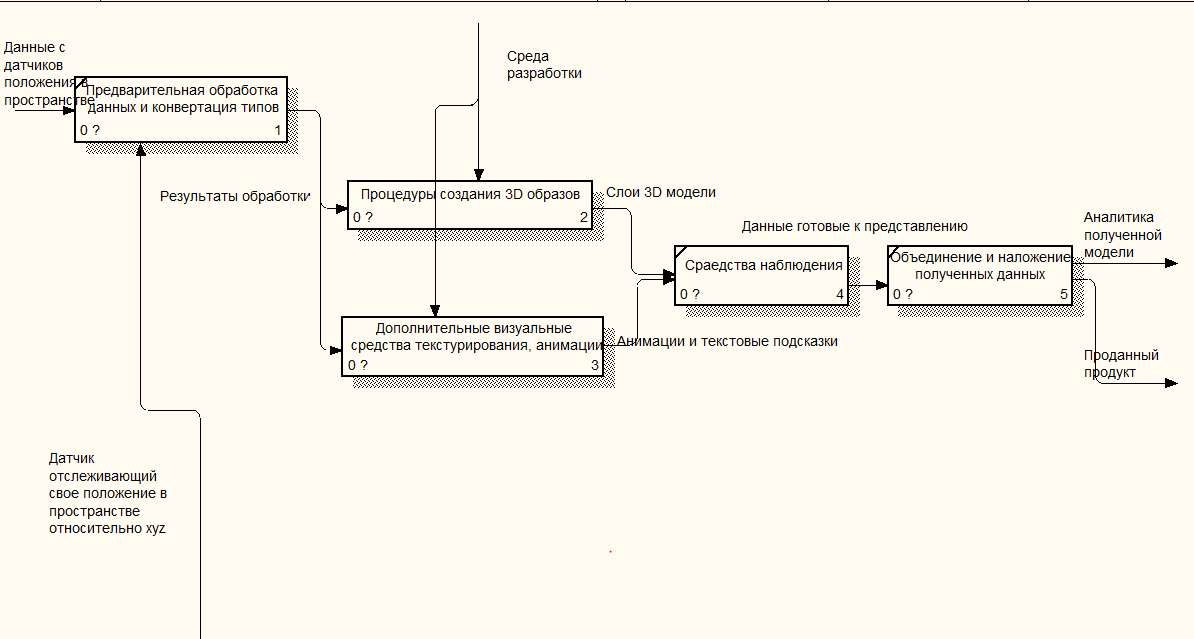 Данные с
датчиков
положения в
пространстве
Предварительная обработка
данных и конвертация типов
0 ?
1
Среда
разработки
Результаты обработки
Процедуры создания 3D образов
0 ?
2
Слои 3D модели
Дополнительные визуальные
средства текстурирования, анимации
0 ?
3
Анимации и текстовые подсказки
Данные готовые к представлению
Сраедства наблюдения
0 ?
4
Объединение и наложение
полученных данных
0 ?
5
Аналитика
полученной
модели
Проданный
продукт
Датчик
отслеживающий
свое положение в
пространстве
относительно xyz